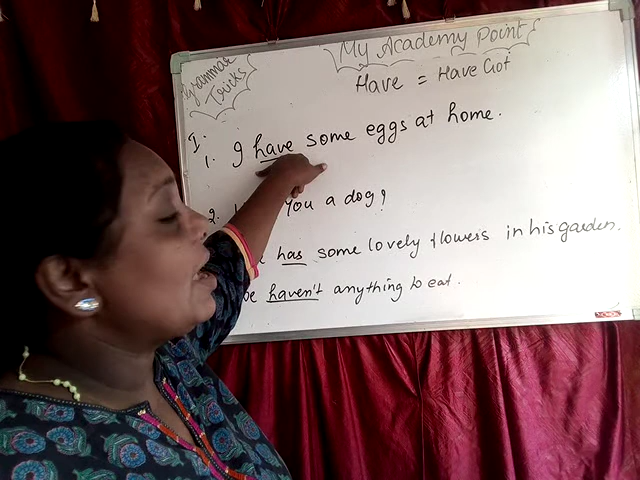 My Academy Point
Grammar
Tricks
Have = Have Got
I.
1. I have some eggs at home.
2. you a dog?
has some lovely flowers in his garden.
haven't anything to eat.